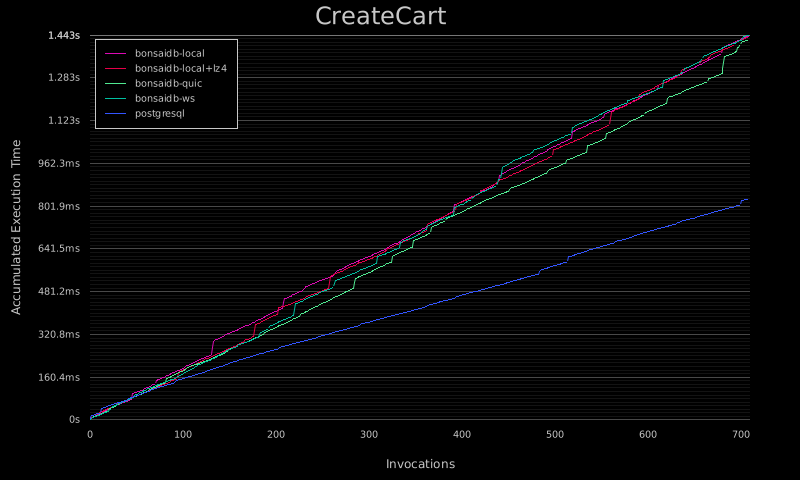 CreateCart
1.443s
1.283s
1.123s
962.3ms
801.9ms
641.5ms
481.2ms
320.8ms
160.4ms
0s
Accumulated Execution Time
bonsaidb-local
bonsaidb-local+lz4
bonsaidb-quic
bonsaidb-ws
postgresql
0 100 200 300 400 500 600 700
Invocations